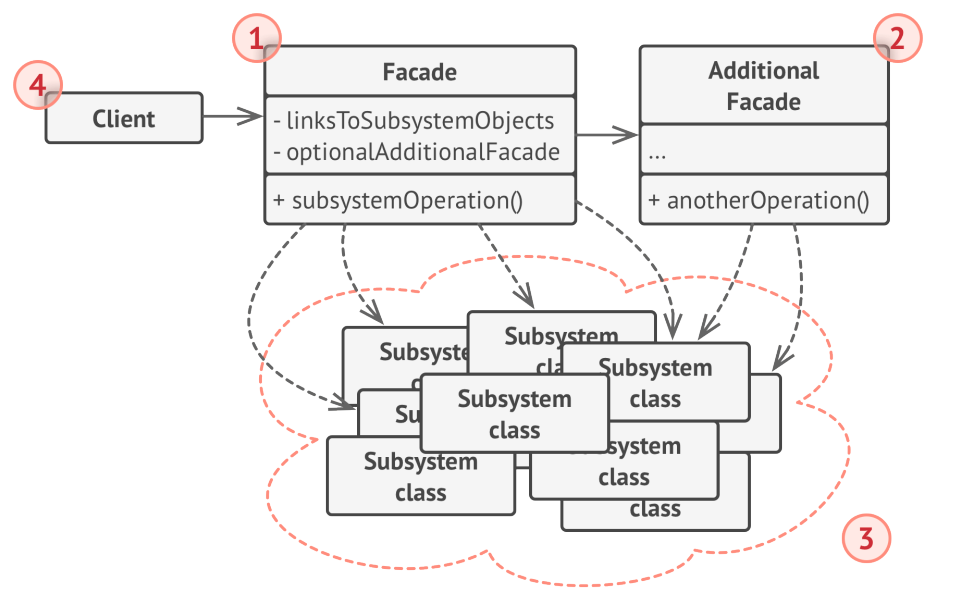 1
Facade
- linksToSubsystemObjects
- optionalAdditionalFacade
+ subsystemOperation()
2
Additional
Facade
...
+ anotherOperation()
4
Client
Subsystem
class
Subsystem
class
Subsystem
class
Subsystem
class
class
3